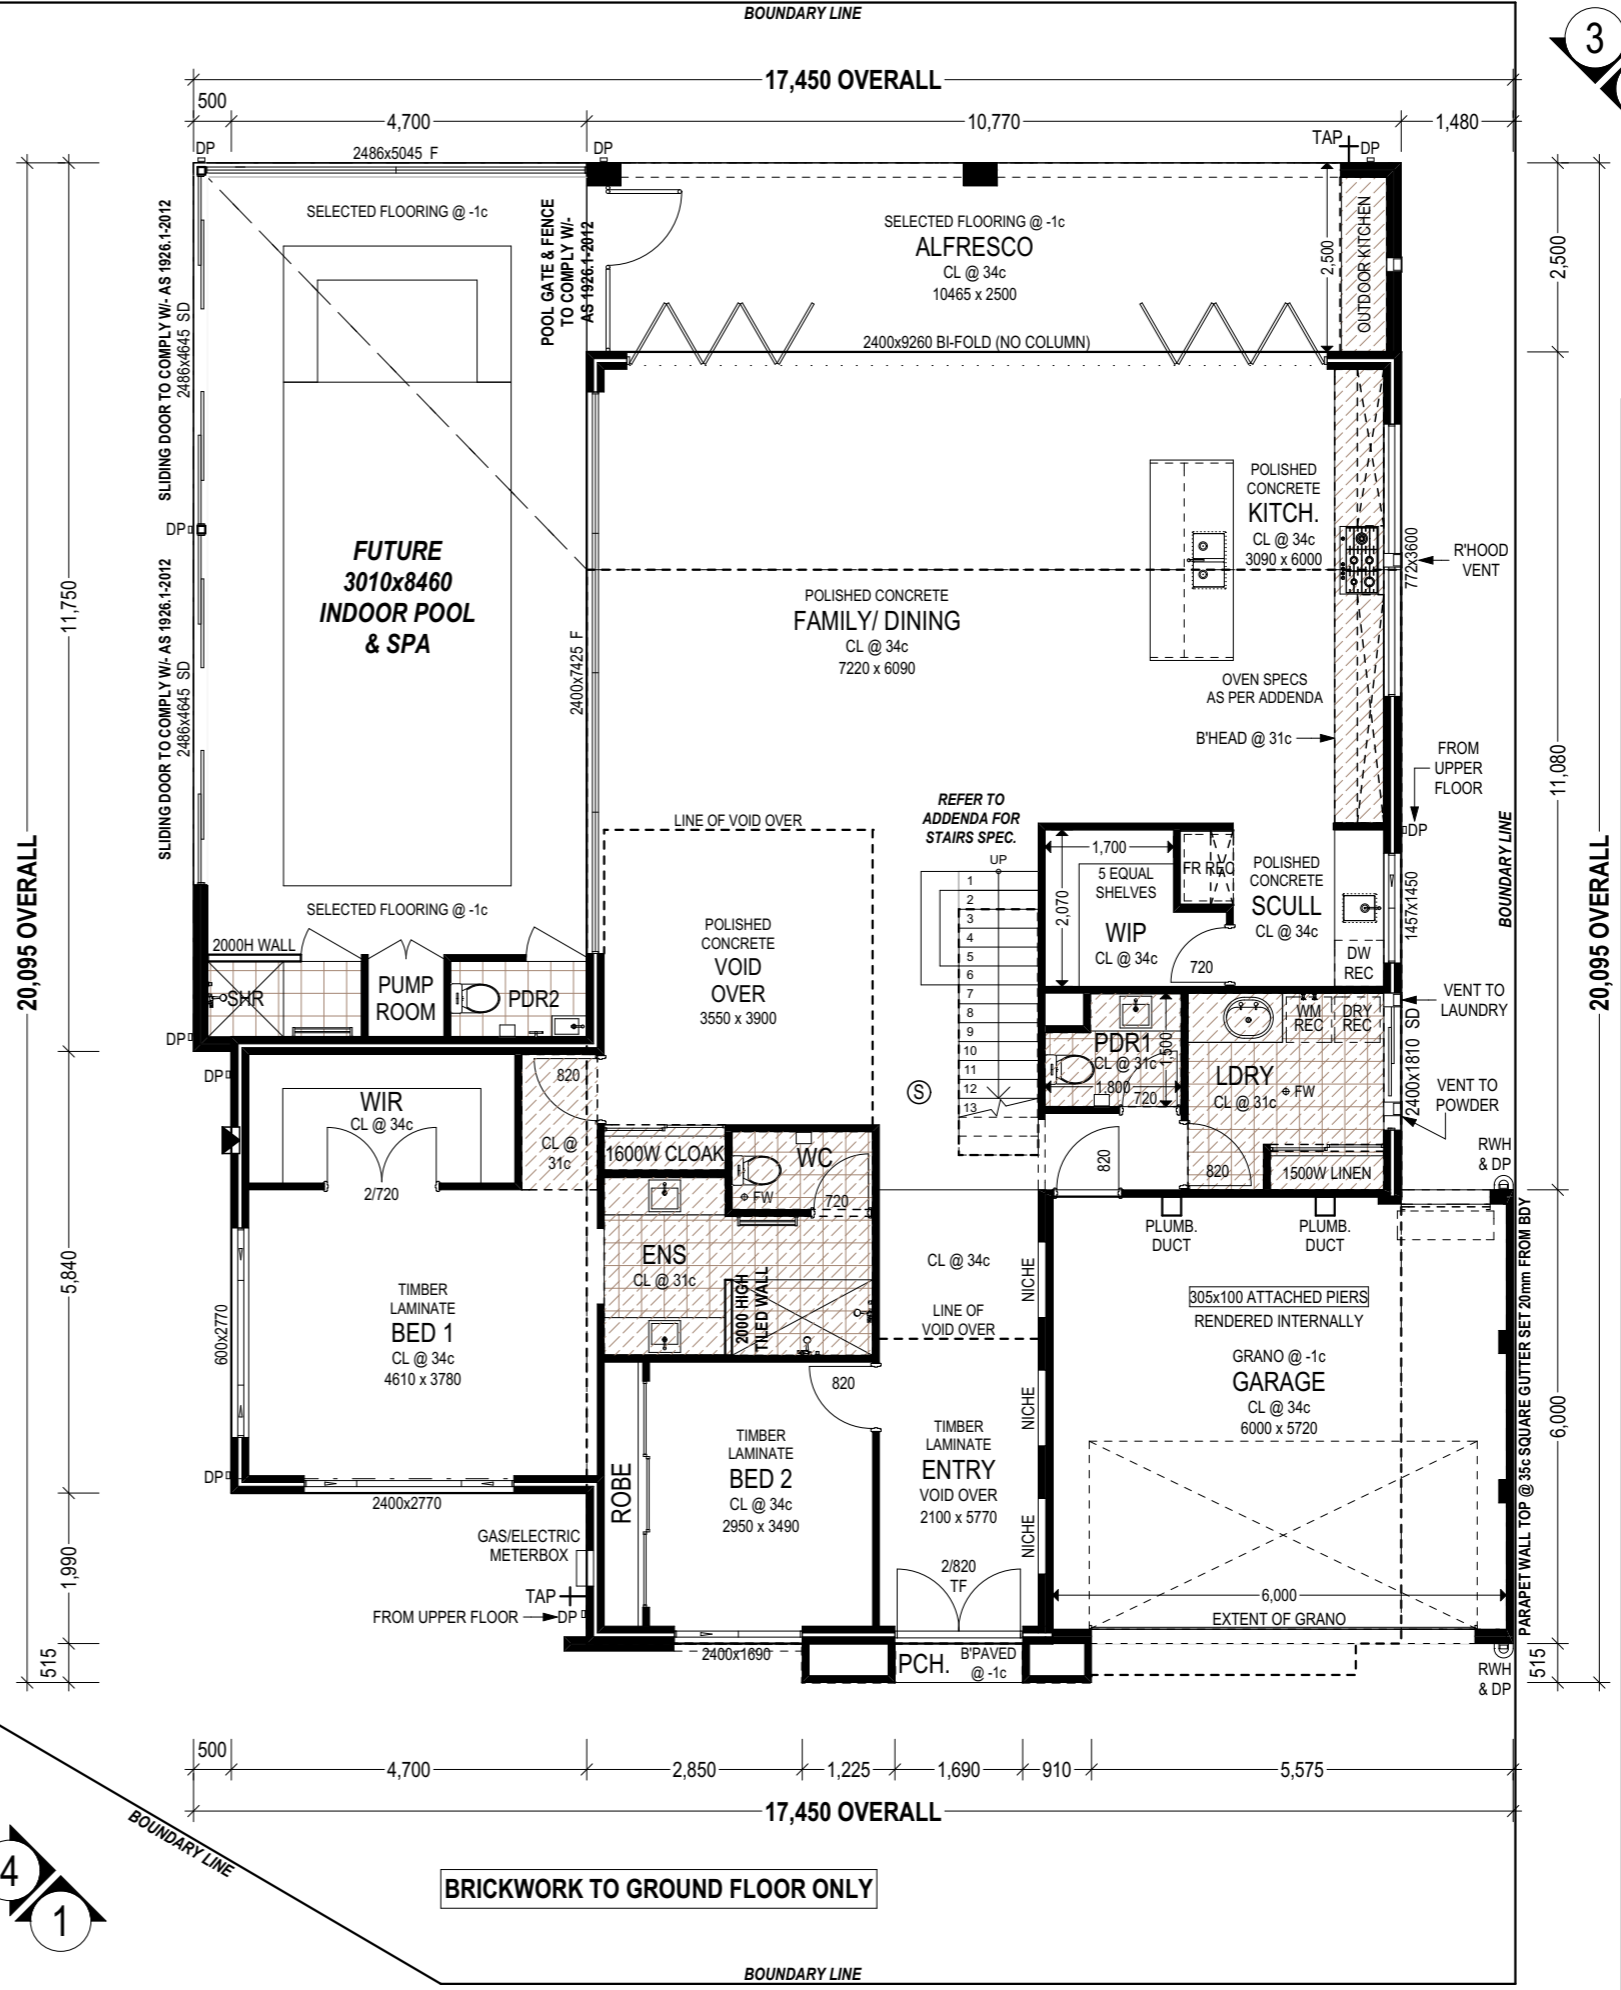 BOUNDARY LINE
3
17,450 OVERALL
500
4,700
10,770
1,480
TAP
DP
DP
DP
2486x5045 F
SELECTED FLOORING @ -1c
POOL GATE & FENCE
TO COMPLY W/-
AS 1926.1-2012
SELECTED FLOORING @ -1c
ALFRESCO
CL @ 34c
10465 x 2500
2,500
OUTDOOR KITCHEN
2,500
SLIDING DOOR TO COMPLY W/- AS 1926.1-2012
2486x4645 SD
2400x9260 BI-FOLD (NO COLUMN)
DP
FUTURE
3010x8460
INDOOR POOL
& SPA
POLISHED
CONCRETE
KITCH.
CL @ 34c
3090 x 6000
772x3600
R'HOOD
VENT
11,750
SLIDING DOOR TO COMPLY W/- AS 1926.1-2012
2486x4645 SD
2400x7425 F
POLISHED CONCRETE
FAMILY/ DINING
CL @ 34c
7220 x 6090
OVEN SPECS
AS PER ADDENDA
B'HEAD @ 31c
FROM
UPPER
FLOOR
DP
11,080
BOUNDARY LINE
20,095 OVERALL
20,095 OVERALL
REFER TO
ADDENDA FOR
STAIRS SPEC.
LINE OF VOID OVER
UP
1
2
3
4
5
6
7
8
9
10
11
12
13
1,700
2,070
5 EQUAL
SHELVES
WIP
CL @ 34c
FR REC
POLISHED
CONCRETE
SCULL
CL @ 34c
720
DW
REC
1457x1450
SELECTED FLOORING @ -1c
2000H WALL
SHR
PUMP
ROOM
PDR2
DP
POLISHED
CONCRETE
VOID
OVER
3550 x 3900
S
PDR1
CL @ 31c
1,500
1,800
720
WM
REC
DRY
REC
LDRY
CL @ 31c
FW
2400x1810 SD
VENT TO
LAUNDRY
VENT TO
POWDER
DP
WIR
CL @ 34c
2/720
820
CL @
31c
1600W CLOAK
WC
FW
720
820
820
1500W LINEN
RWH
& DP
PLUMB.
DUCT
PLUMB.
DUCT
ENS
CL @ 31c
2000 HIGH
TILED WALL
CL @ 34c
LINE OF
VOID OVER
NICHE
NICHE
NICHE
305x100 ATTACHED PIERS
RENDERED INTERNALLY
GRANO @ -1c
GARAGE
CL @ 34c
6000 x 5720
PARAPET WALL TOP @ 35c SQUARE GUTTER SET 20mm FROM BDY
5,840
600x2770
TIMBER
LAMINATE
BED 1
CL @ 34c
4610 x 3780
6,000
820
DP
2400x2770
ROBE
TIMBER
LAMINATE
BED 2
CL @ 34c
2950 x 3490
TIMBER
LAMINATE
ENTRY
VOID OVER
2100 x 5770
2/820
TF
1,990
GAS/ELECTRIC
METERBOX
TAP
FROM UPPER FLOOR
DP
6,000
EXTENT OF GRANO
515
2400x1690
PCH.
B'PAVED
@ -1c
RWH
& DP
515
500
4,700
2,850
1,225
1,690
910
5,575
17,450 OVERALL
BOUNDARY LINE
4
1
BRICKWORK TO GROUND FLOOR ONLY
BOUNDARY LINE